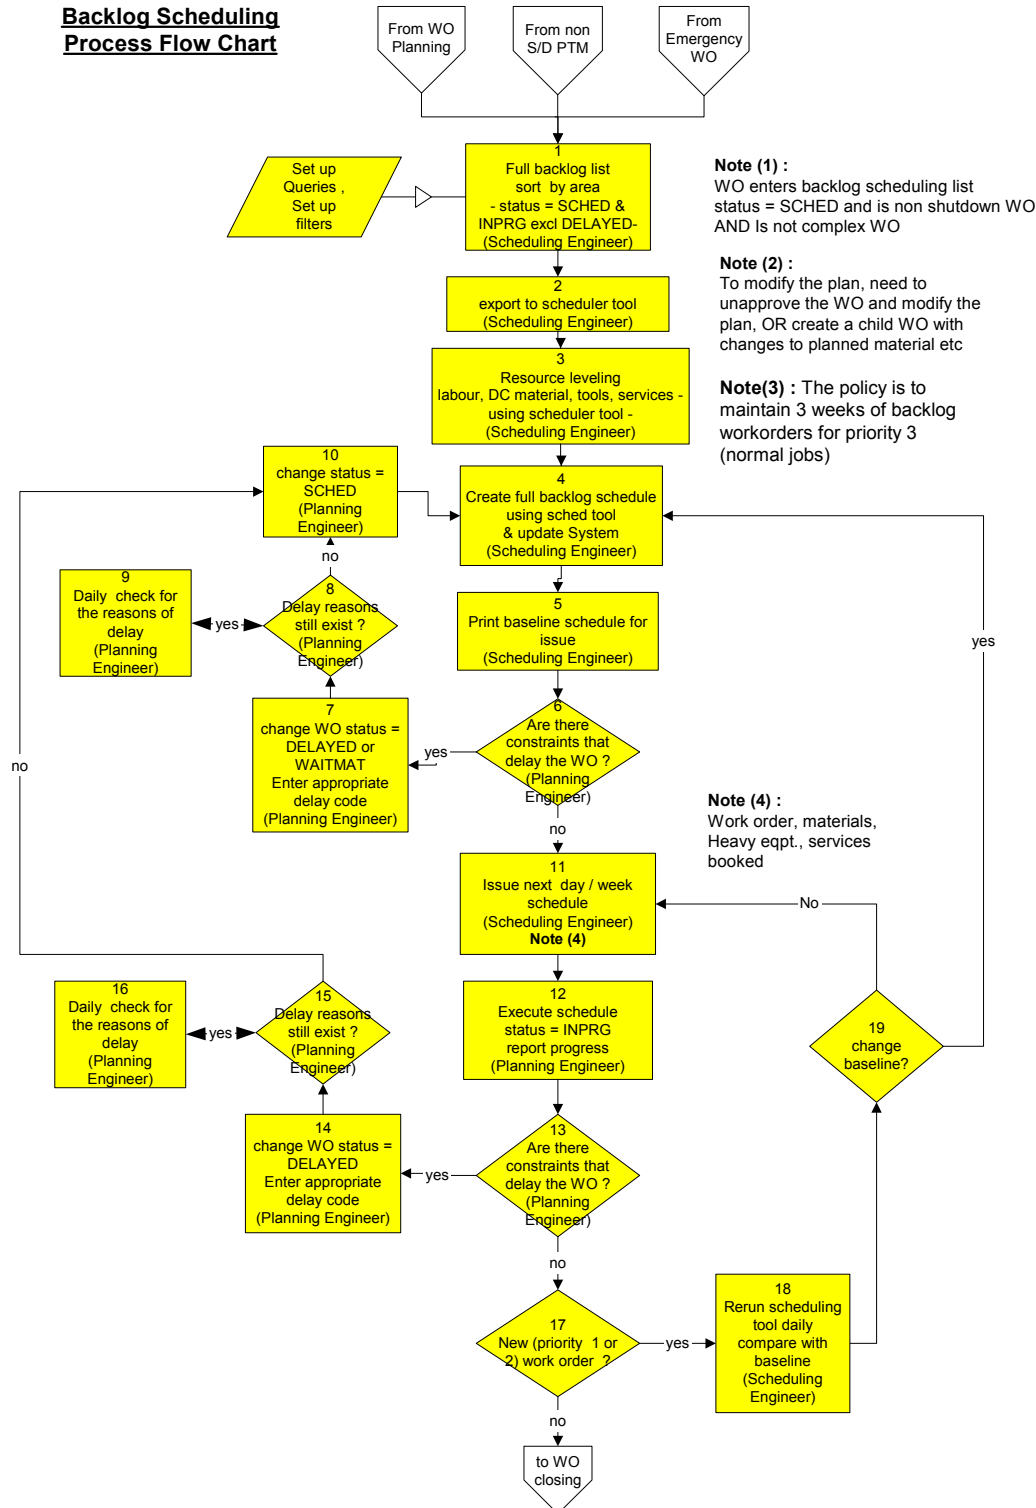 Backlog Scheduling
Process Flow Chart
From WO
Planning
From non
S/D PTM
From
Emergency
WO
Set up
Queries ,
Set up
filters
1
Full backlog list
sort by area
- status = SCHED &
INPRG excl DELAYED-
(Scheduling Engineer)
Note (1) :
WO enters backlog scheduling list
status = SCHED and is non shutdown WO
AND Is not complex WO
2
export to scheduler tool
(Scheduling Engineer)
Note (2) :
To modify the plan, need to
unapprove the WO and modify the
plan, OR create a child WO with
changes to planned material etc
3
Resource leveling
labour, DC material, tools, services -
using scheduler tool -
(Scheduling Engineer)
Note(3) : The policy is to
maintain 3 weeks of backlog
workorders for priority 3
(normal jobs)
10
change status =
SCHED
(Planning
Engineer)
4
Create full backlog schedule
using sched tool
& update System
(Scheduling Engineer)
no
9
Daily check for
the reasons of
delay
(Planning
Engineer)
yes
8
Delay reasons
still exist ?
(Planning
Engineer)
5
Print baseline schedule for
issue
(Scheduling Engineer)
yes
7
change WO status =
DELAYED or
WAITMAT
Enter appropriate
delay code
(Planning Engineer)
yes
6
Are there
constraints that
delay the WO ?
(Planning
Engineer)
no
no
Note (4) :
Work order, materials,
Heavy eqpt., services
booked
11
Issue next day / week
schedule
(Scheduling Engineer)
Note (4)
No
16
Daily check for
the reasons of
delay
(Planning
Engineer)
yes
15
Delay reasons
still exist ?
(Planning
Engineer)
12
Execute schedule
status = INPRG
report progress
(Planning Engineer)
19
change
baseline?
14
change WO status =
DELAYED
Enter appropriate
delay code
(Planning Engineer)
yes
13
Are there
constraints that
delay the WO ?
(Planning
Engineer)
no
17
New (priority 1 or
2) work order ?
yes
18
Rerun scheduling
tool daily
compare with
baseline
(Scheduling
Engineer)
no
to WO
closing